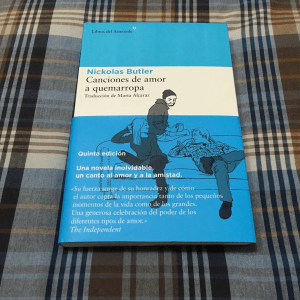 Libros del Asteroide
Nickolas Butler
Canciones de amor
a quemarropa
Traducción de Marta Alcaraz
Quinta edición
Una novela inolvidable,
un canto al amor y a la amistad.
«Su fuerza surge de su honradez y de cómo
el autor capta la importancia tanto de los pequeños
momentos de la vida como de los grandes.
Una generosa celebración del poder de los
diferentes tipos de amor.»
The Independent